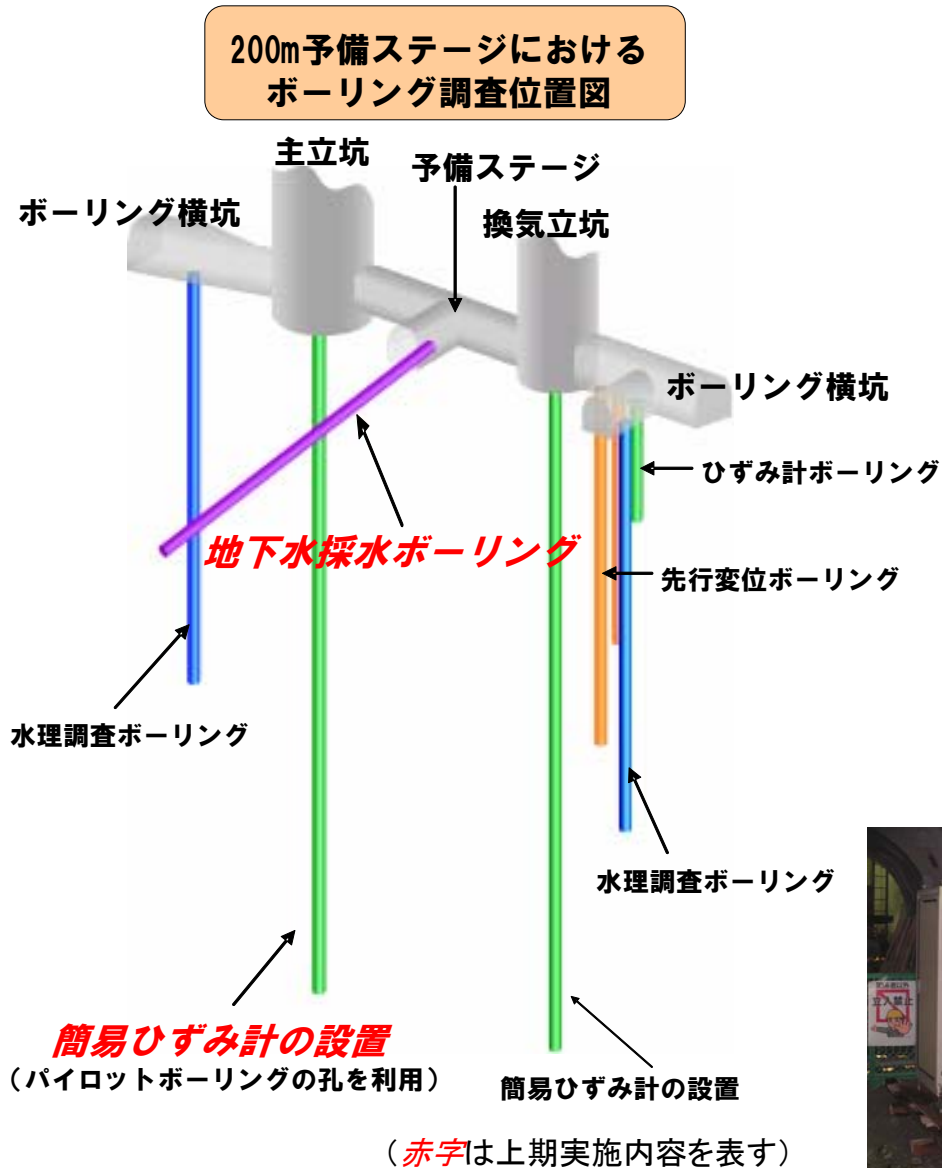 200m予備ステージにおける
ボーリング調査位置図
主立坑
予備ステージ
ボーリング横坑
換気立坑
ボーリング横坑
ひずみ計ボーリング
地下水採水ボーリング
先行変位ボーリング
水理調査ボーリング
水理調査ボーリング
簡易ひずみ計の設置
（パイロットボーリングの孔を利用）
簡易ひずみ計の設置
（赤字は上期実施内容を表す）
立入禁止